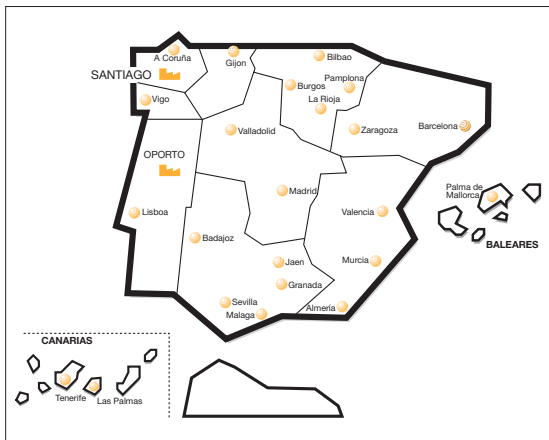 A Coruña
Gijon
Bilbao
SANTIAGO
Pamplona
Burgos
La Rioja
Vigo
Valladolid
Zaragoza
Barcelona
OPORTO
Madrid
Palma de
Mallorca
Lisboa
Valencia
Badajoz
BALEARES
Jaen
Murcia
Granada
Sevilla
Almería
Malaga
CANARIAS
Tenerife
Las Palmas